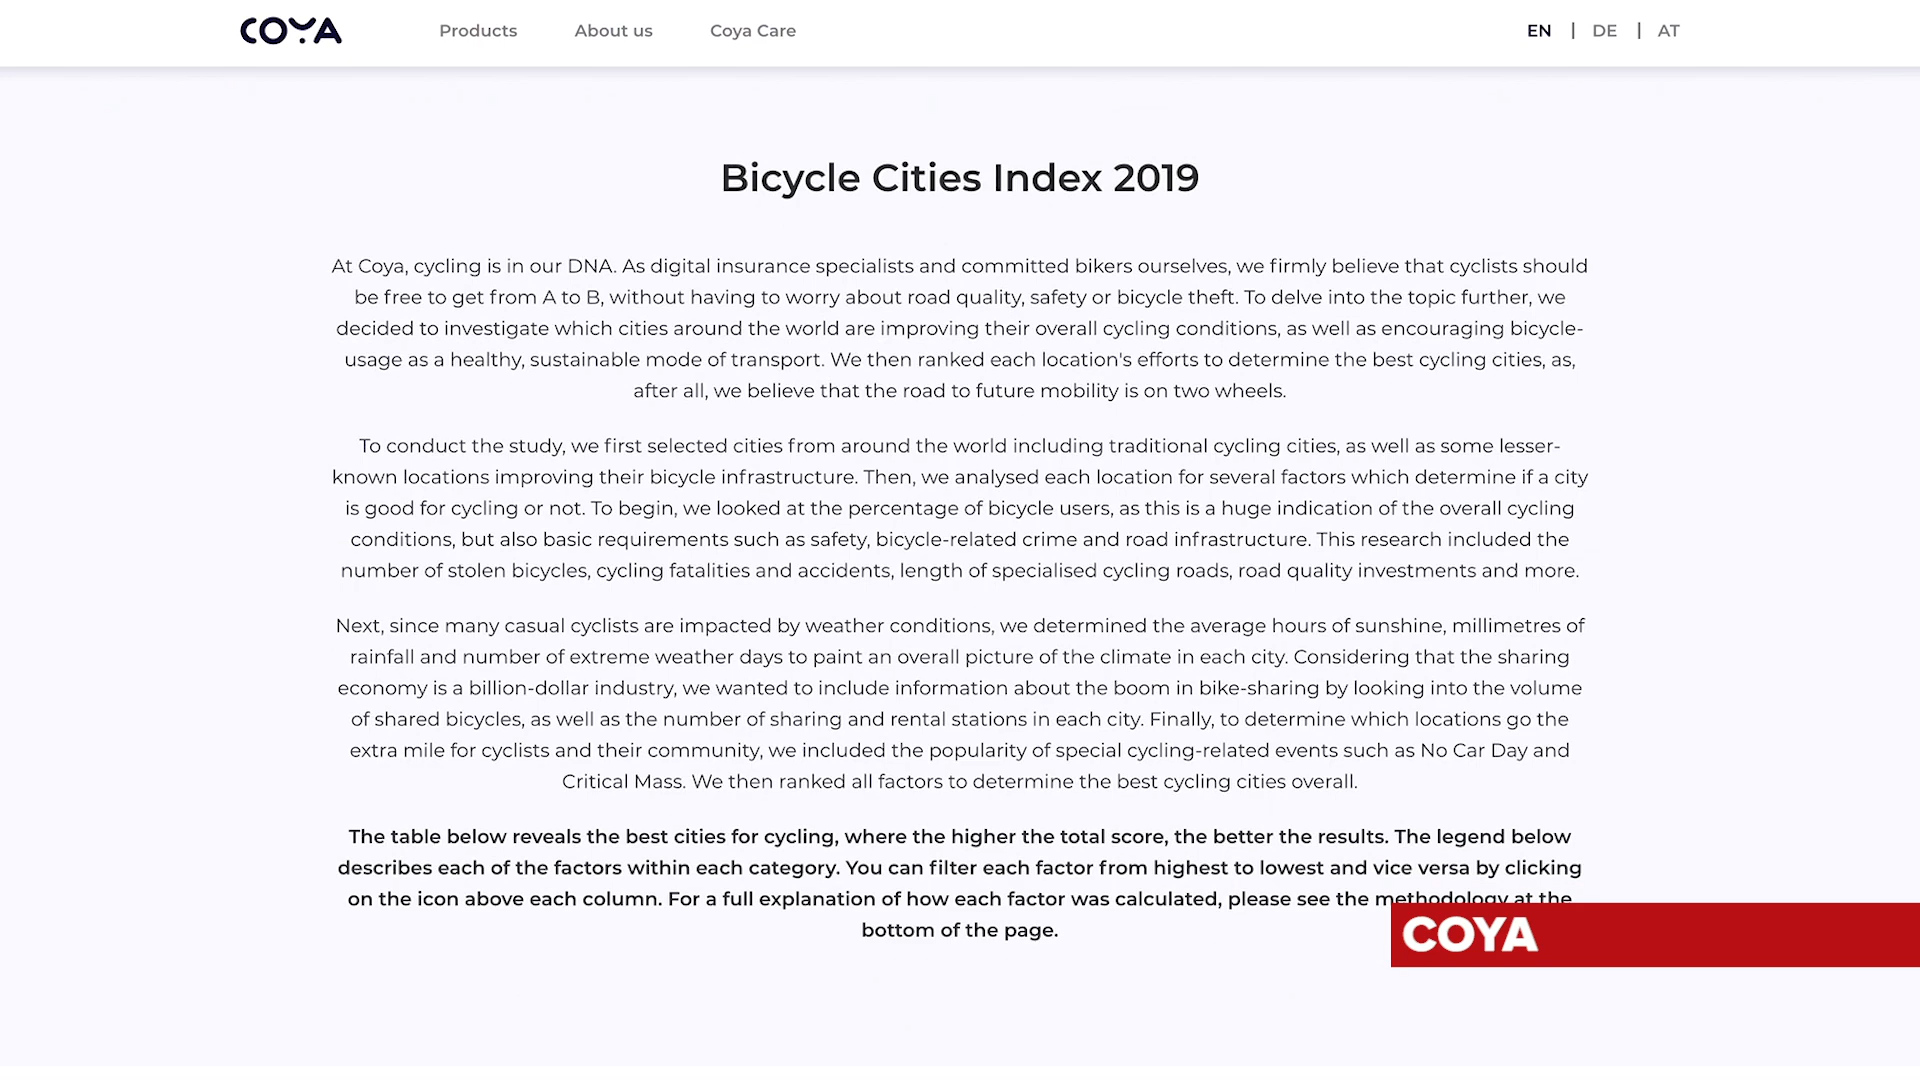 COYA
Products
About us
Coya Care
EN | DE | AT
Bicycle Cities Index 2019
At Coya, cycling is in our DNA. As digital insurance specialists and committed bikers ourselves, we firmly believe that cyclists should
be free to get from A to B, without having to worry about road quality, safety or bicycle theft. To delve into the topic further, we
decided to investigate which cities around the world are improving their overall cycling conditions, as well as encouraging bicycle-
usage as a healthy, sustainable mode of transport. We then ranked each location's efforts to determine the best cycling cities, as,
after all, we believe that the road to future mobility is on two wheels.
To conduct the study, we first selected cities from around the world including traditional cycling cities, as well as some lesser-
known locations improving their bicycle infrastructure. Then, we analysed each location for several factors which determine if a city
is good for cycling or not. To begin, we looked at the percentage of bicycle users, as this is a huge indication of the overall cycling
conditions, but also basic requirements such as safety, bicycle-related crime and road infrastructure. This research included the
number of stolen bicycles, cycling fatalities and accidents, length of specialised cycling roads, road quality investments and more.
Next, since many casual cyclists are impacted by weather conditions, we determined the average hours of sunshine, millimetres of
rainfall and number of extreme weather days to paint an overall picture of the climate in each city. Considering that the sharing
economy is a billion-dollar industry, we wanted to include information about the boom in bike-sharing by looking into the volume
of shared bicycles, as well as the number of sharing and rental stations in each city. Finally, to determine which locations go the
extra mile for cyclists and their community, we included the popularity of special cycling-related events such as No Car Day and
Critical Mass. We then ranked all factors to determine the best cycling cities overall.
The table below reveals the best cities for cycling, where the higher the total score, the better the results. The legend below
describes each of the factors within each category. You can filter each factor from highest to lowest and vice versa by clicking
on the icon above each column. For a full explanation of how each factor was calculated, please see the methodology at the
bottom of the page.
COYA